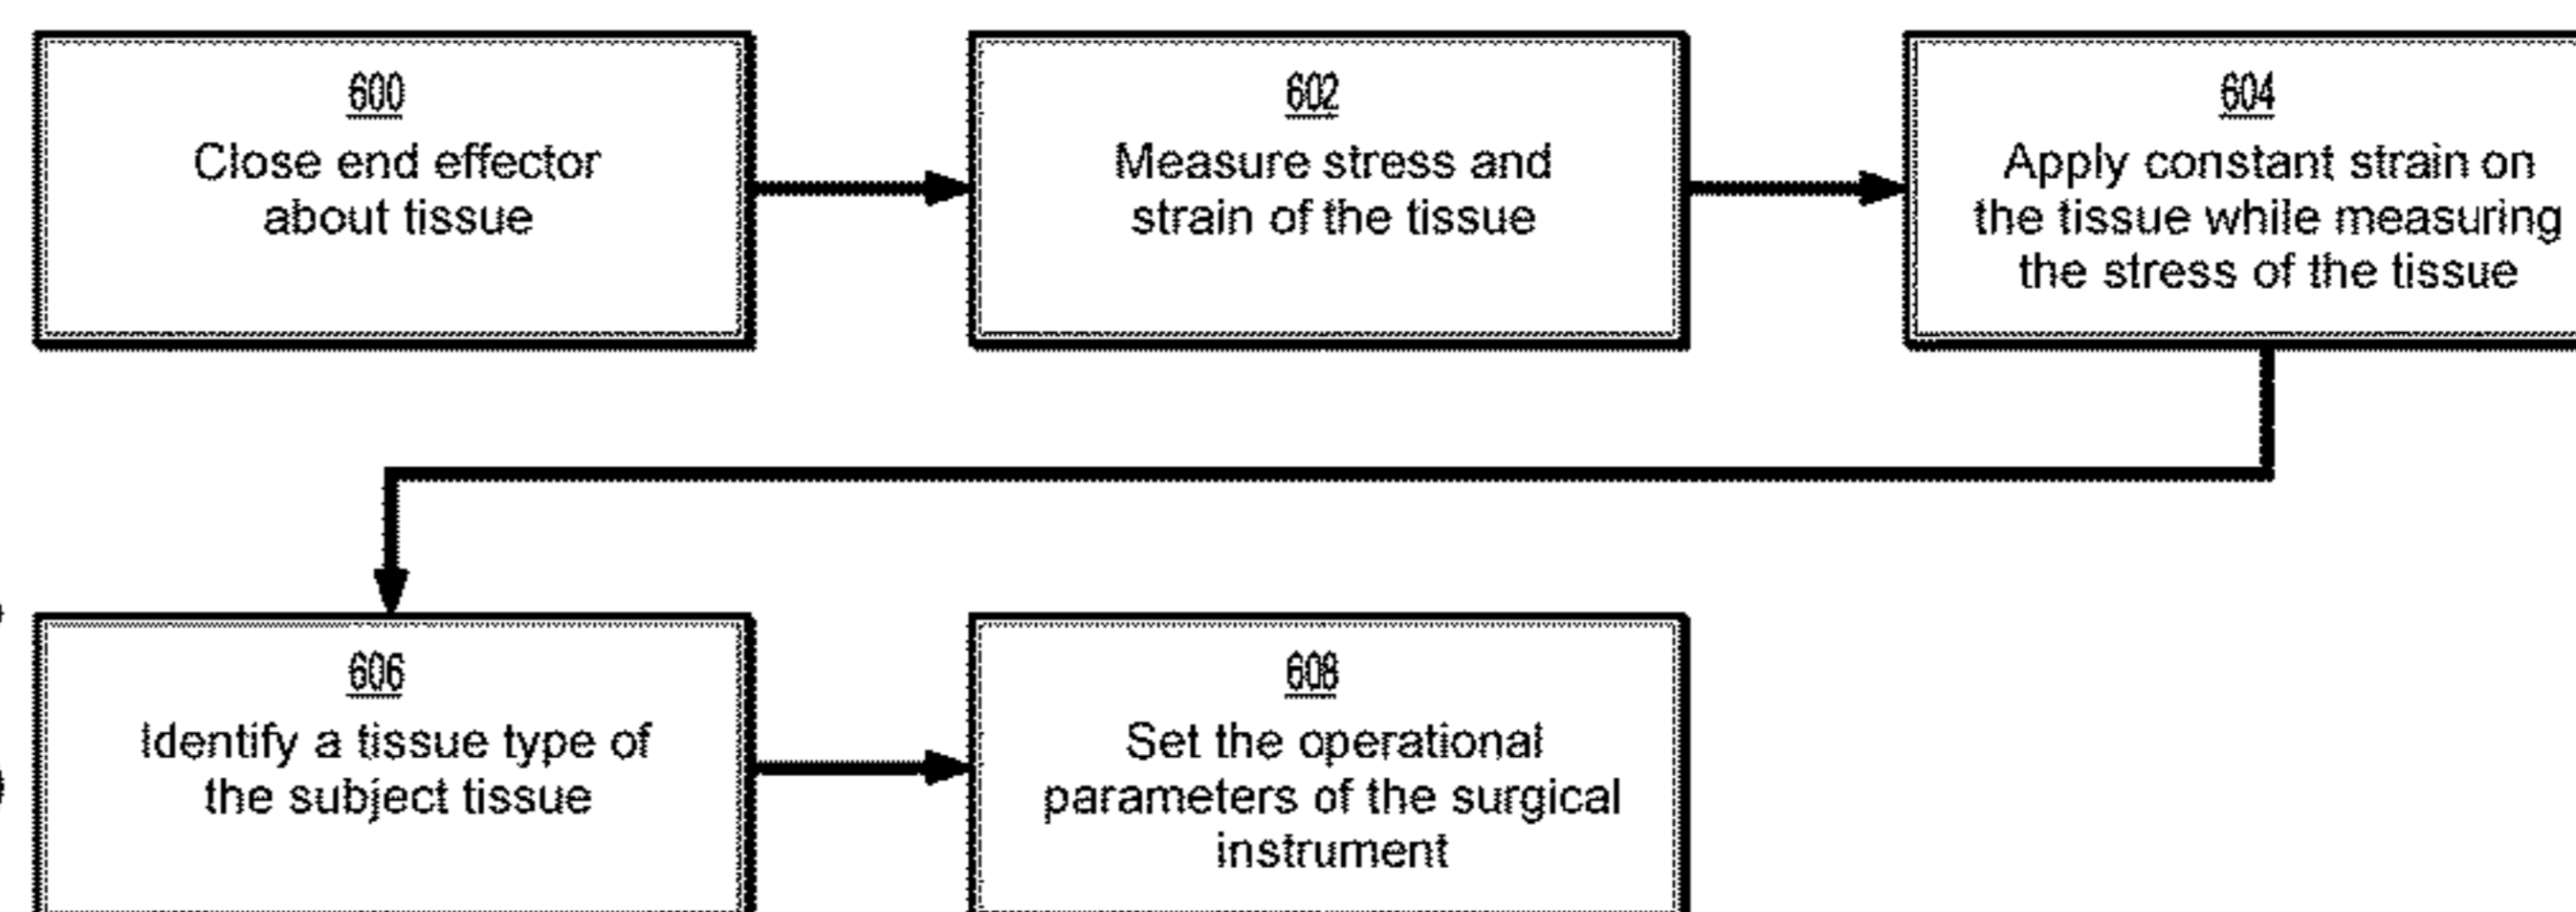 600
Close end effector
about tissue
602
Measure stress and
strain of the tissue
604
Apply constant strain on
the tissue while measuring
the stress of the tissue
606
Identify a tissue type of
the subject tissue
608
Set the operational
parameters of the surgical
instrument